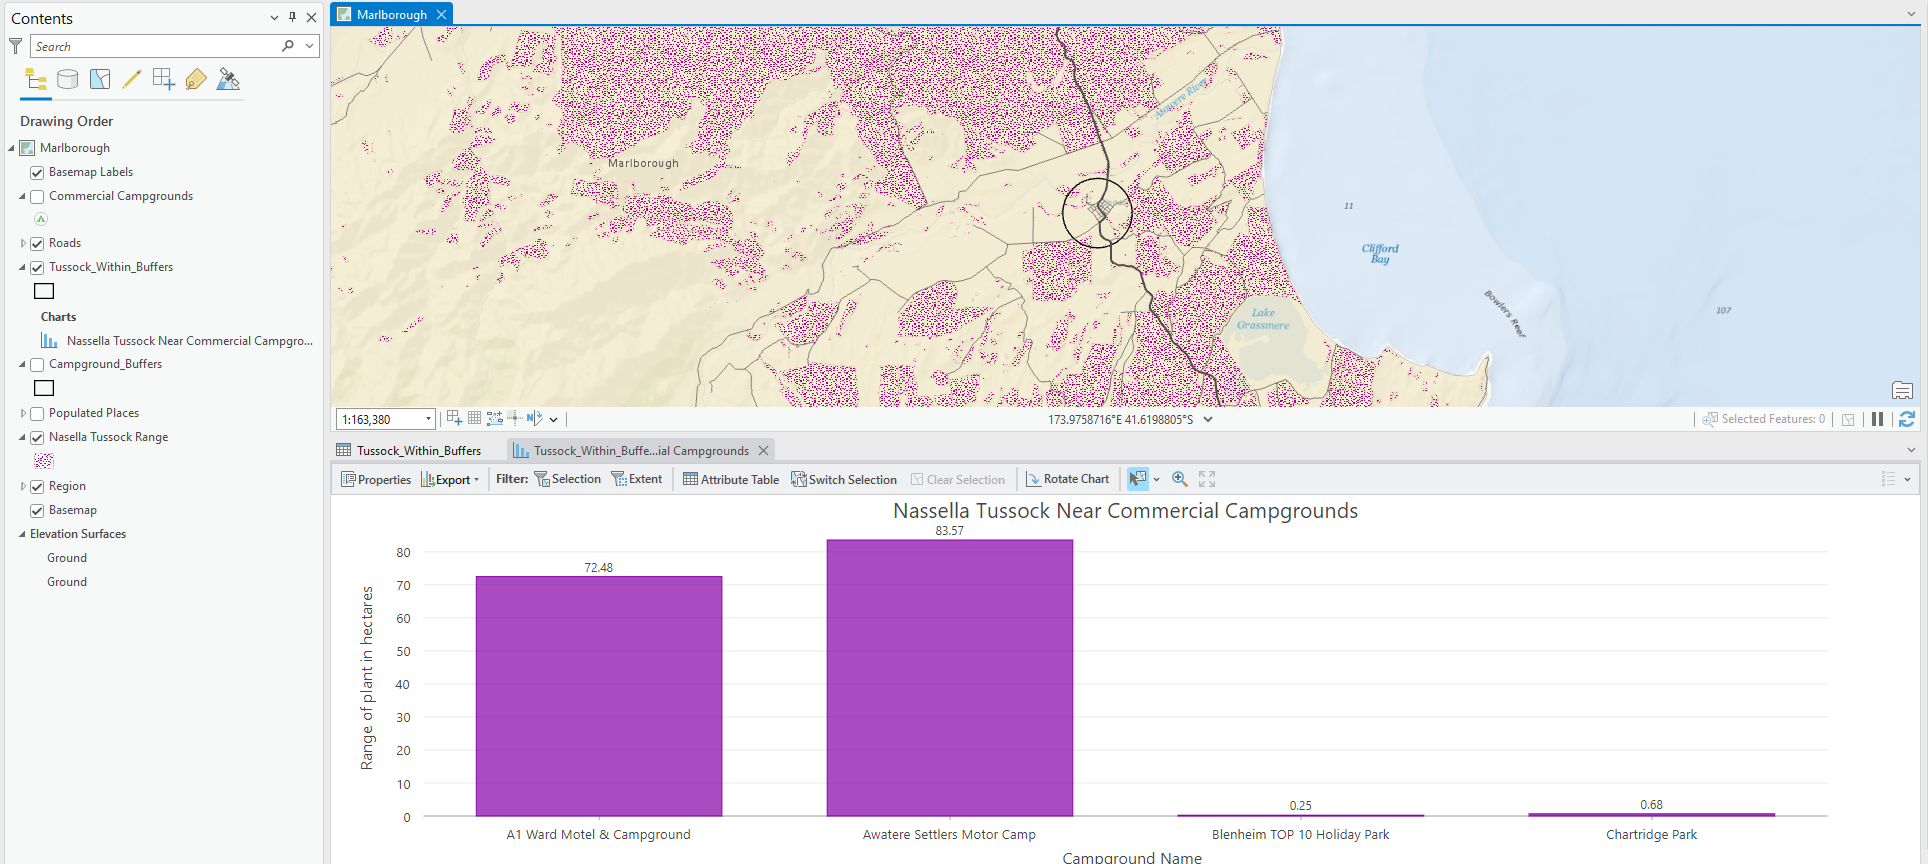 Contents
Search
Drawing Order
Marlborough
Basemap Labels
Commercial Campgrounds
Roads
Tussock_Within_Buffers
Charts
Nassella Tussock Near Commercial Campgro...
Campground_Buffers
Populated Places
Nasella Tussock Range
Region
Basemap
Elevation Surfaces
Ground
Ground
Marlborough
Marlborough
Awatere River
11
Clifford
Bay
Bowlers Reef
107
Lake
Grassmere
1:163,380
173.9758716°E 41.6198805°S
Selected Features: 0
Tussock_Within_Buffers
Tussock_Within_Buffe...ial Campgrounds
Properties
Export
Filter:
Selection
Extent
Attribute Table
Switch Selection
Clear Selection
Rotate Chart
Nassella Tussock Near Commercial Campgrounds
Range of plant in hectares
80
70
60
50
40
30
20
10
0
72.48
83.57
0.25
0.68
A1 Ward Motel & Campground
Awatere Settlers Motor Camp
Blenheim TOP 10 Holiday Park
Chartridge Park
Campground Name